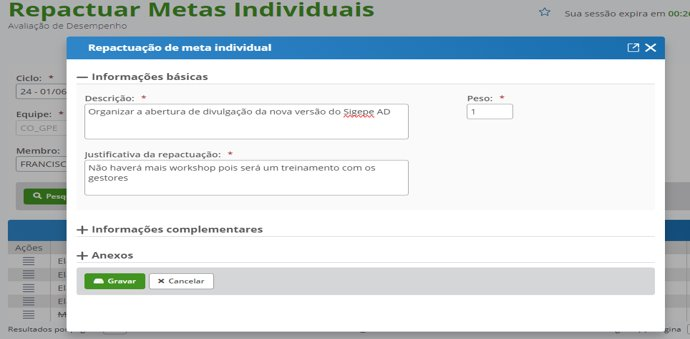 Repactuar Metas Individuais
Avaliação de Desempenho
Sua sessão expira em 00:2
Repactuação de meta individual
Informações básicas
Ciclo: *
24 - 01/06
Descrição: *
Peso: *
Organizar a abertura de divulgação da nova versão do Sigepe AD
1
Equipe: *
CO_GPE
Membro:
FRANCISC
Justificativa da repactuação: *
Não haverá mais workshop pois será um treinamento com os
gestores
Pesq
Informações complementares
Ações
Anexos
El
El
El
El
Gravar
Cancelar
Resultados por